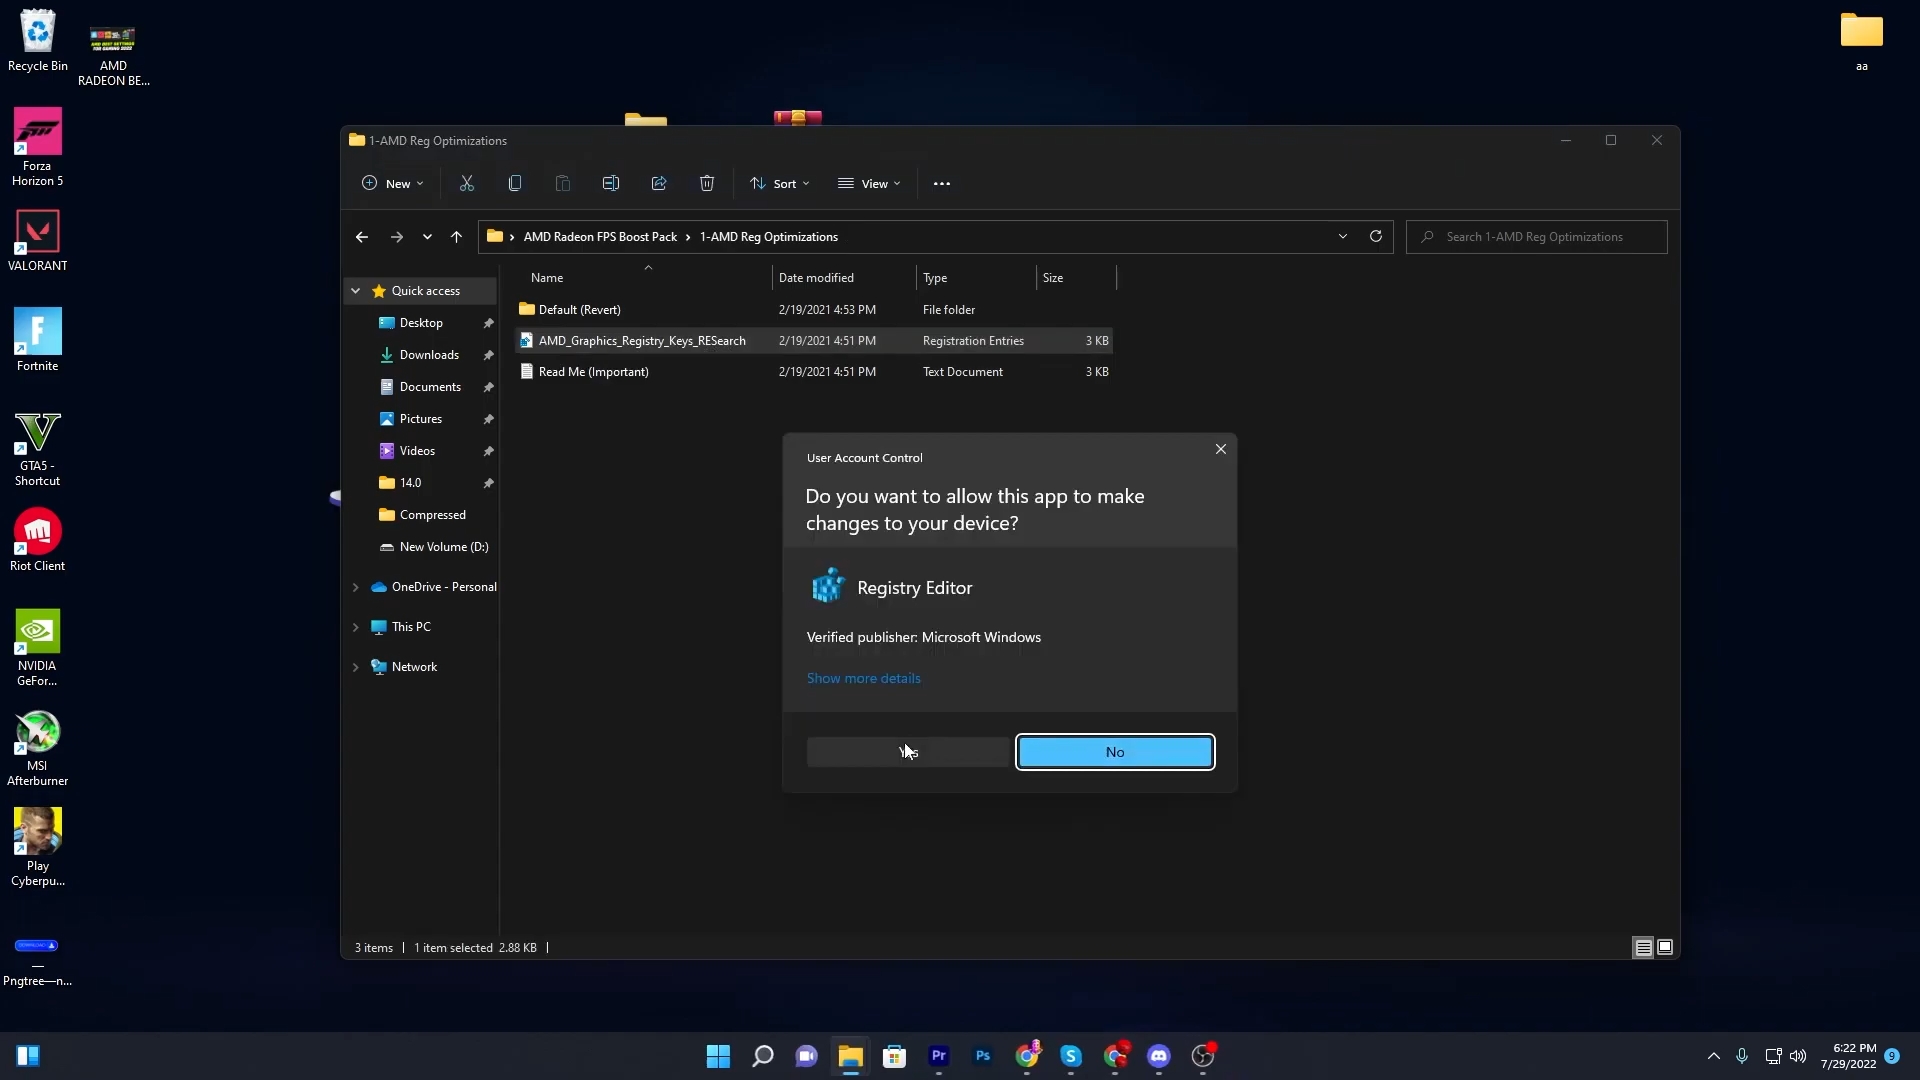 Recycle Bin
AMD
RADEON BE...
aa
Forza
Horizon 5
VALORANT
Fortnite
GTA5 -
Shortcut
Riot Client
NVIDIA
GeFor...
MSI
Afterburner
Play
Cyberpu...
Pngtree—n...
1-AMD Reg Optimizations
New
Sort
View
AMD Radeon FPS Boost Pack › 1-AMD Reg Optimizations
Search 1-AMD Reg Optimizations
Name Date modified Type Size
Default (Revert) 2/19/2021 4:53 PM File folder
AMD_Graphics_Registry_Keys_RESearch 2/19/2021 4:51 PM Registration Entries 3 KB
Read Me (Important) 2/19/2021 4:51 PM Text Document 3 KB
Quick access
Desktop
Downloads
Documents
Pictures
Videos
14.0
Compressed
New Volume (D:)
OneDrive - Personal
This PC
Network
User Account Control
Do you want to allow this app to make
changes to your device?
Registry Editor
Verified publisher: Microsoft Windows
Show more details
Yes
No
3 items 1 item selected 2.88 KB
Pr
Ps
6:22 PM
7/29/2022
9